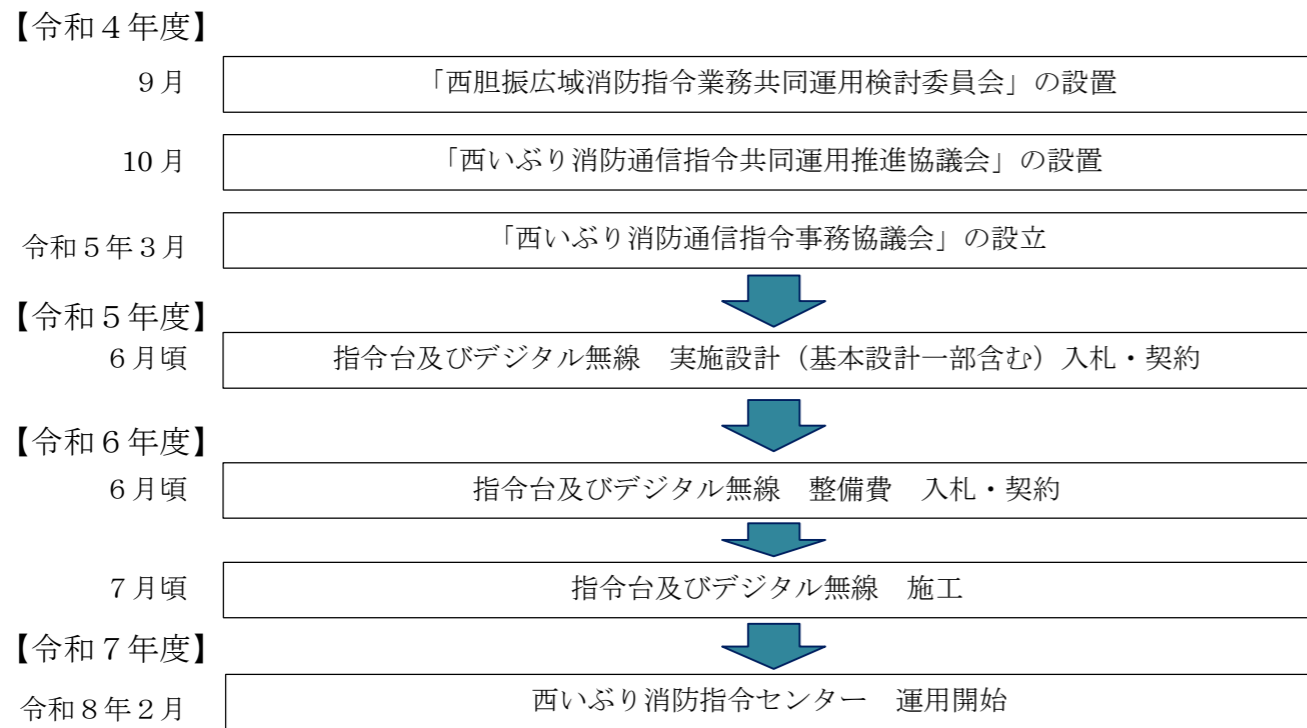 【令和４年度】
９月 「西胆振広域消防指令業務共同運用検討委員会」の設置
10 月 「西いぶり消防通信指令共同運用推進協議会」の設置
令和５年３月 「西いぶり消防通信指令事務協議会」の設立
【令和５年度】
６月頃 指令台及びデジタル無線　実施設計（基本設計一部含む）入札・契約
【令和６年度】
６月頃 指令台及びデジタル無線　整備費　入札・契約
７月頃 指令台及びデジタル無線　施工
【令和７年度】
令和８年２月 西いぶり消防指令センター　運用開始